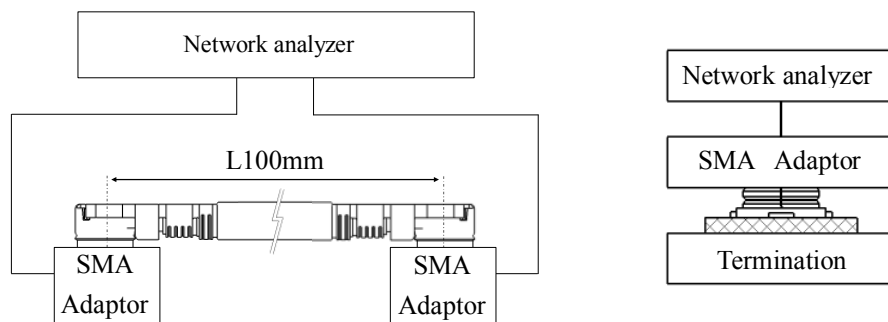 Network analyzer
L100mm
SMA
Adaptor
SMA
Adaptor
Network analyzer
SMA Adaptor
Termination